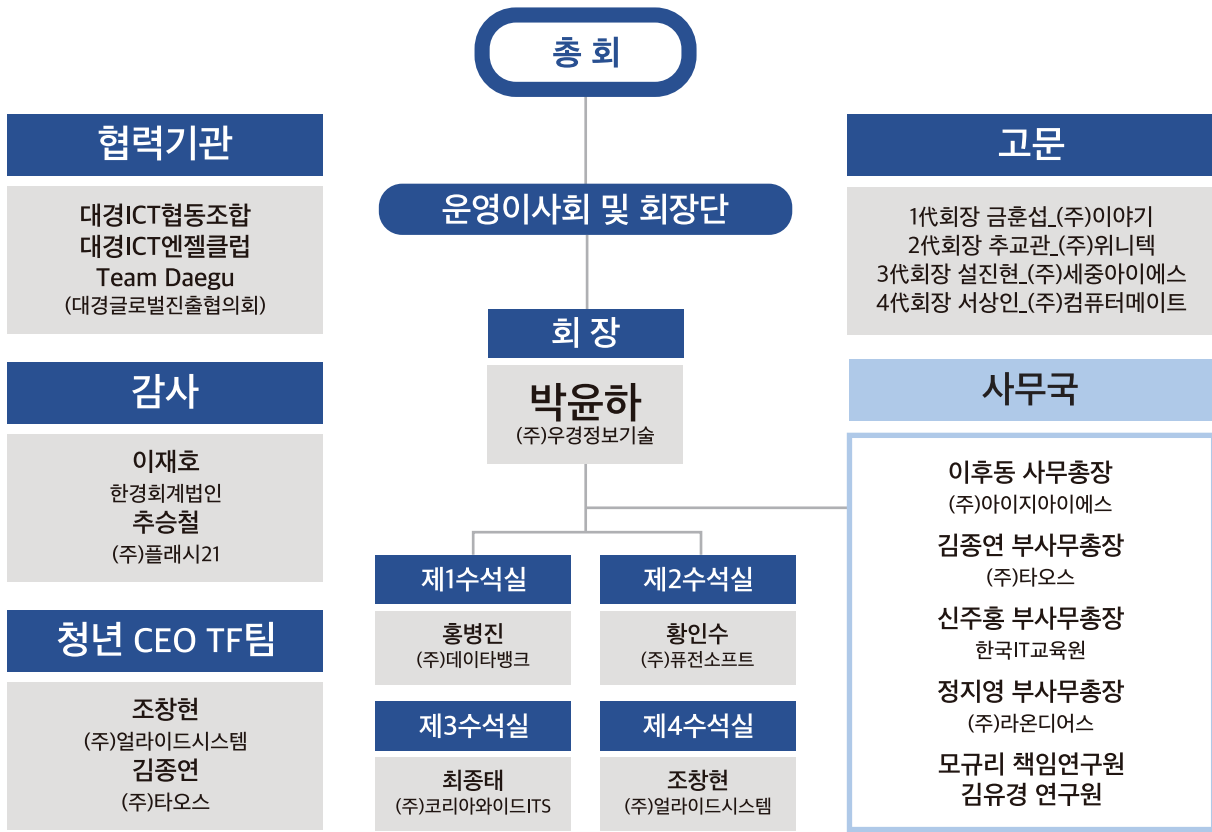 총 회
협력기관
대경ICT협동조합
대경ICT엔젤클럽
Team Daegu
(대경글로벌진출협의회)
감사
이재호
한경회계법인
추승철
(주)플래시21
청년 CEO TF팀
조창현
(주)얼라이드시스템
김종연
(주)타오스
운영이사회 및 회장단
회 장
박윤하
(주)우경정보기술
제1수석실
홍병진
(주)데이타뱅크
제2수석실
황인수
(주)퓨전소프트
제3수석실
최종태
(주)코리아와이드ITS
제4수석실
조창현
(주)얼라이드시스템
고문
1代회장 금훈섭_(주)이야기
2代회장 추교관_(주)위니텍
3代회장 설진현_(주)세중아이에스
4代회장 서상인_(주)컴퓨터메이트
사무국
이후동 사무총장
(주)아이지아이에스
김종연 부사무총장
(주)타오스
신주홍 부사무총장
한국IT교육원
정지영 부사무총장
(주)라온디어스
모규리 책임연구원
김유경 연구원